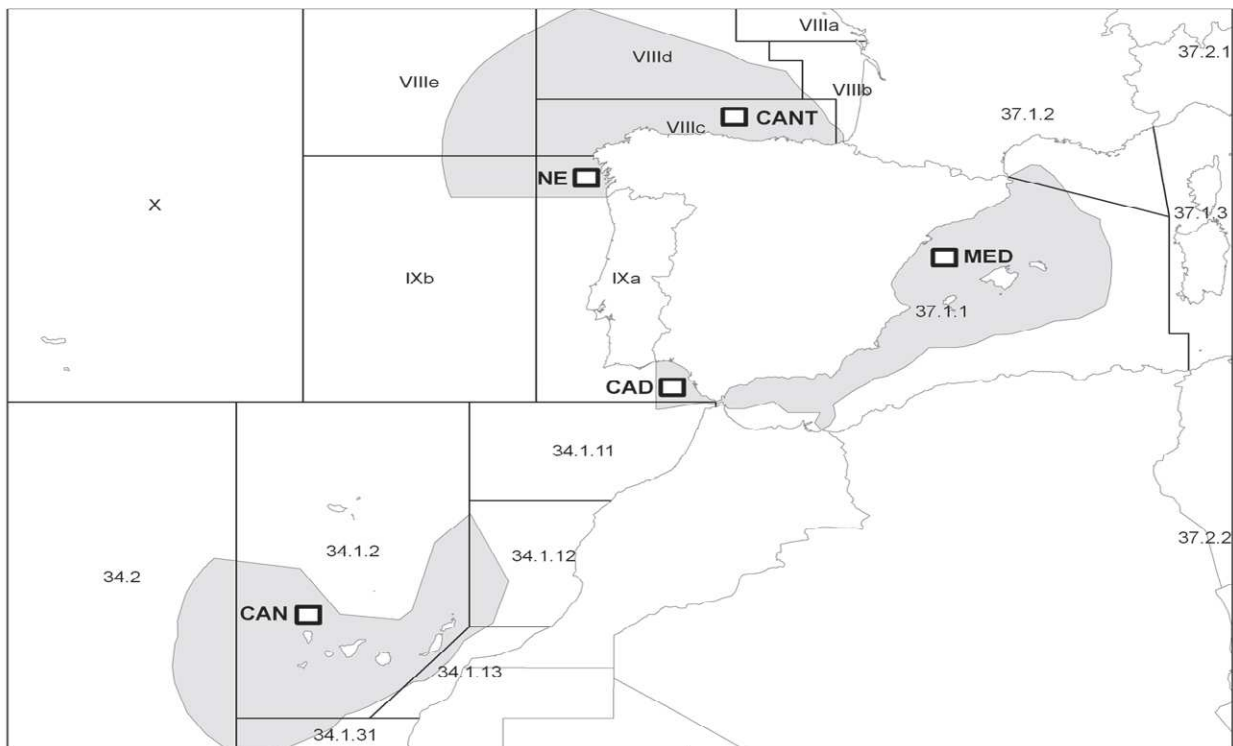 VIIIa
37.2.1
VIIId
VIIIe
VIIIb
37.1.2
CANT
VIIIc
NE
X
37.1.3
MED
IXb
IXa
37.1.1
CAD
34.1.11
37.2.2
34.1.2
34.1.12
34.2
CAN
34.1.13
34.1.31